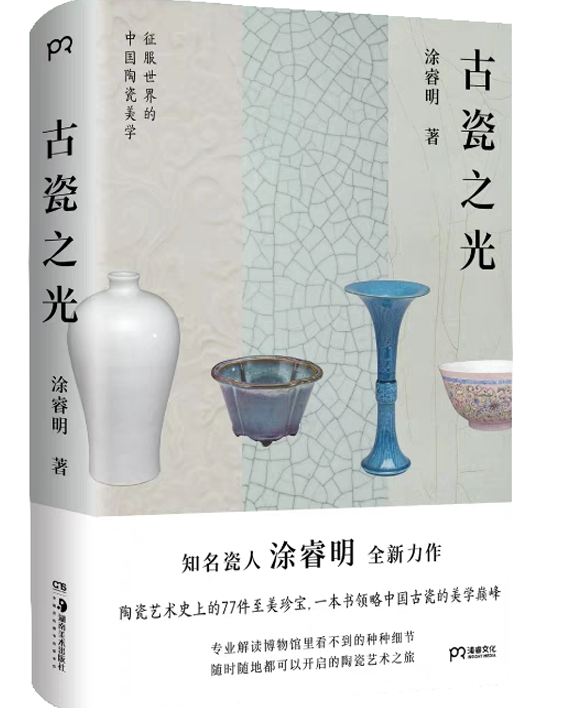 古瓷之光
涂睿明 著
征服世界的
中国陶瓷美学
古瓷之光
涂睿明 著
湖南美术出版社
知名瓷人 涂睿明 全新力作
陶瓷艺术史上的77件至美珍宝，一本书领略中国古瓷的美学巅峰
专业解读博物馆里看不到的种种细节
随时随地都可以开启的陶瓷艺术之旅
浦睿文化
INSIGHT MEDIA